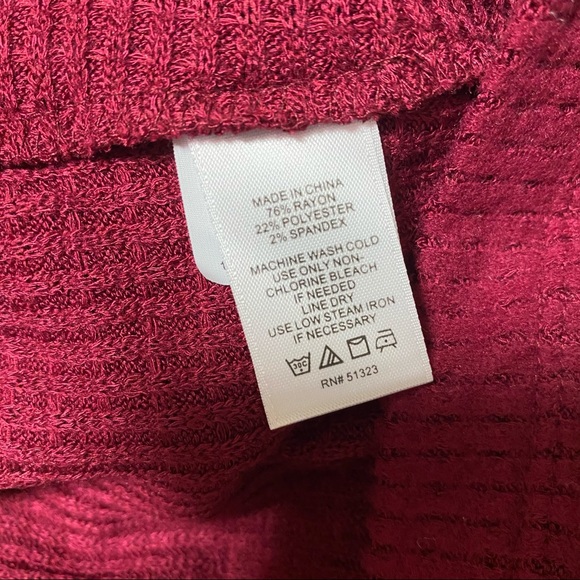 MADE IN CHINA
76% RAYON
22% POLYESTER
2% SPANDEX
MACHINE WASH COLD
USE ONLY NON-
CHLORINE BLEACH
IF NEEDED
LINE DRY
USE LOW STEAM IRON
IF NECESSARY
30C
RN# 51323